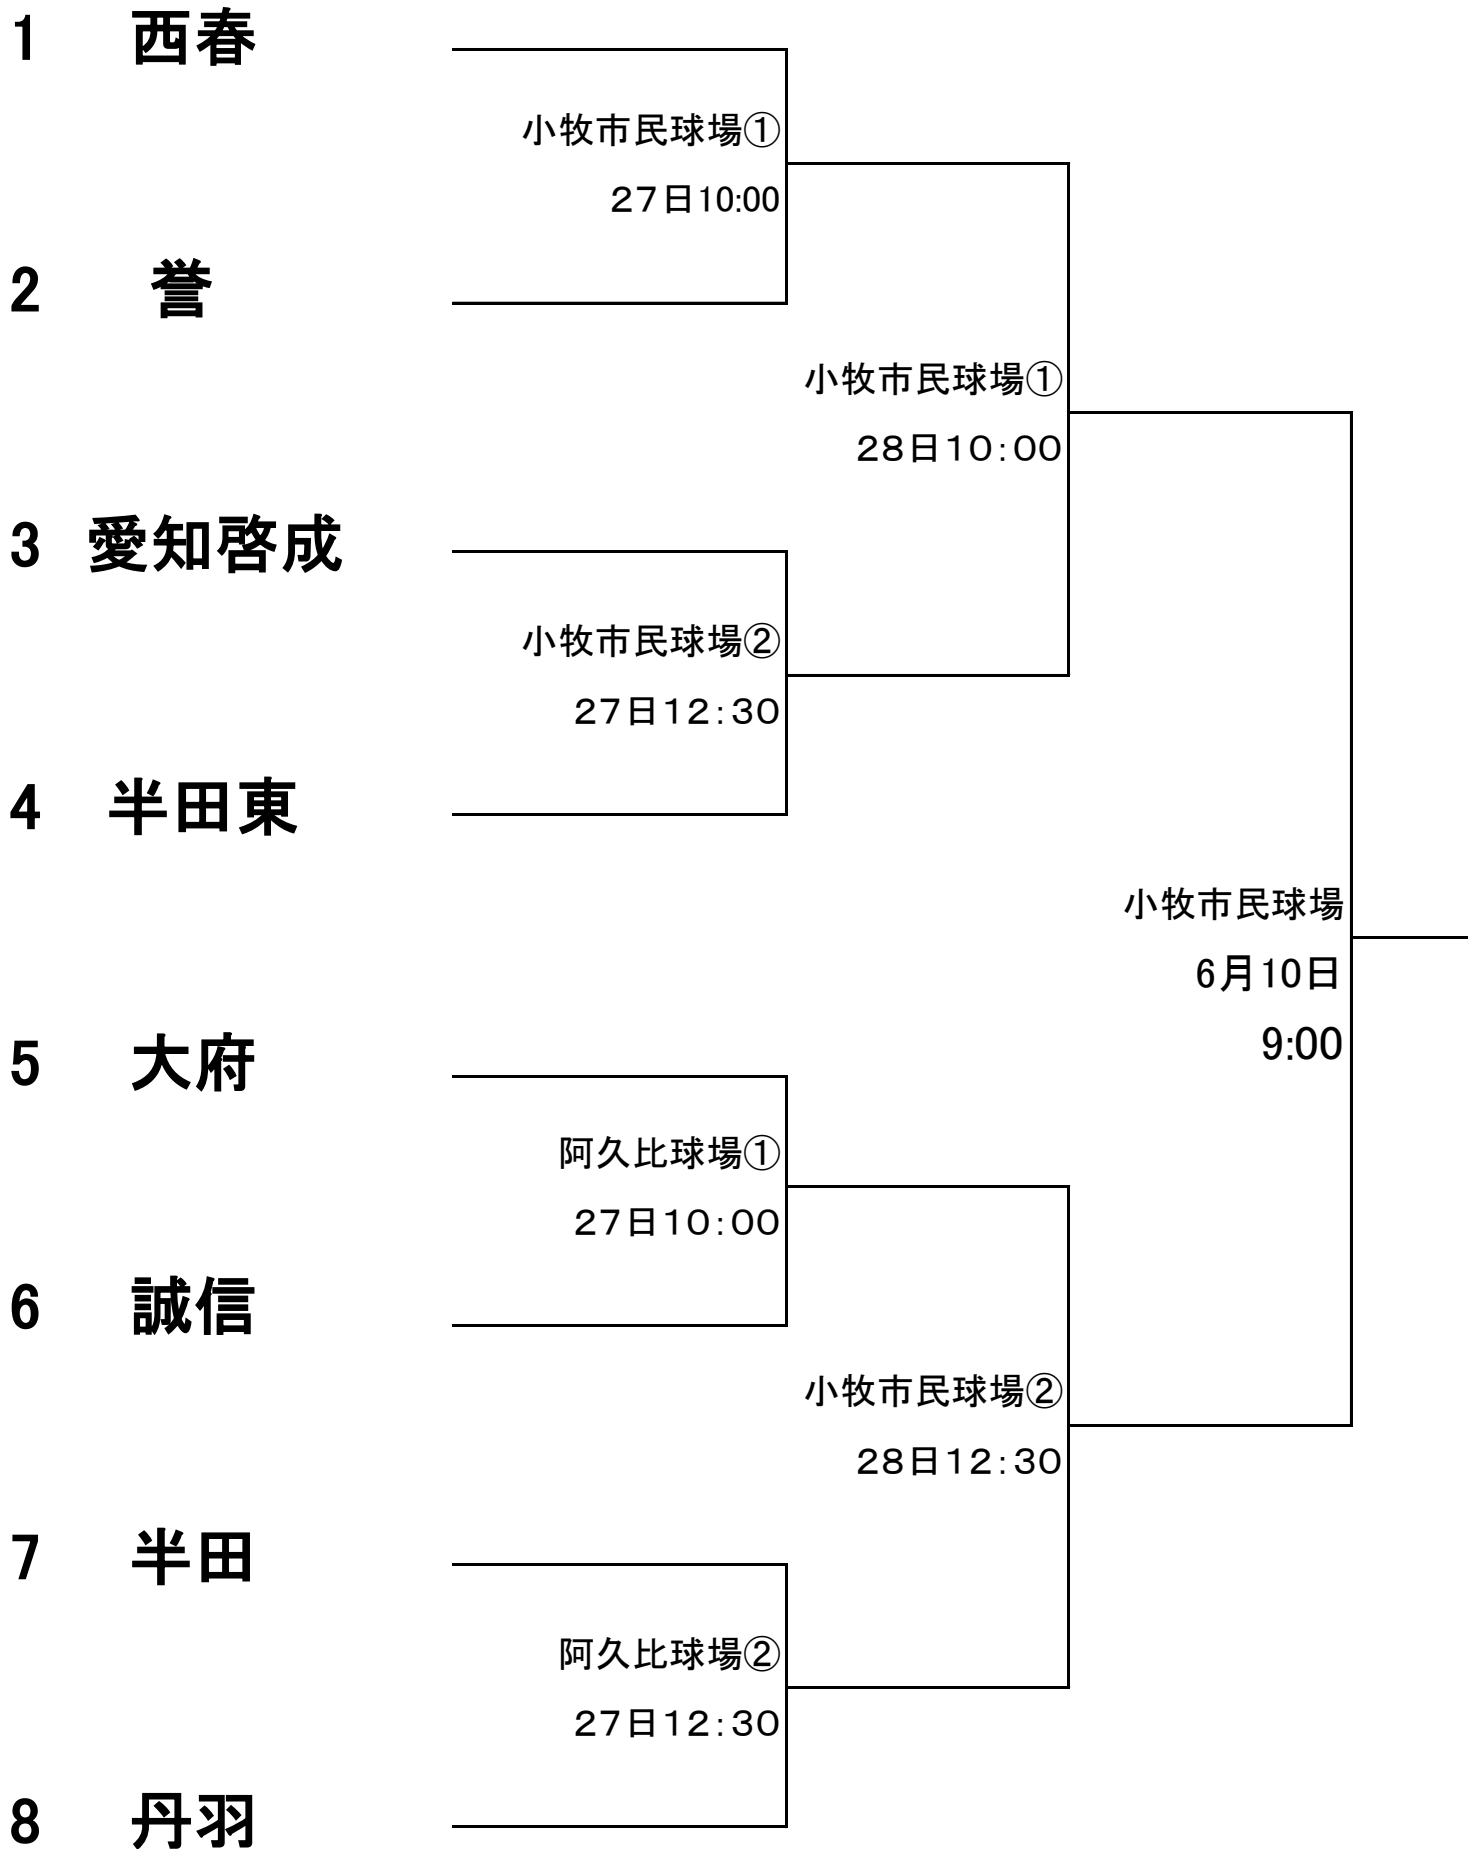 1 西春
小牧市民球場①
27日10:00
2 誉
小牧市民球場①
28日10:00
3 愛知啓成
小牧市民球場②
27日12:30
4 半田東
小牧市民球場
6月10日
9:00
5 大府
阿久比球場①
27日10:00
6 誠信
小牧市民球場②
28日12:30
7 半田
阿久比球場②
27日12:30
8 丹羽